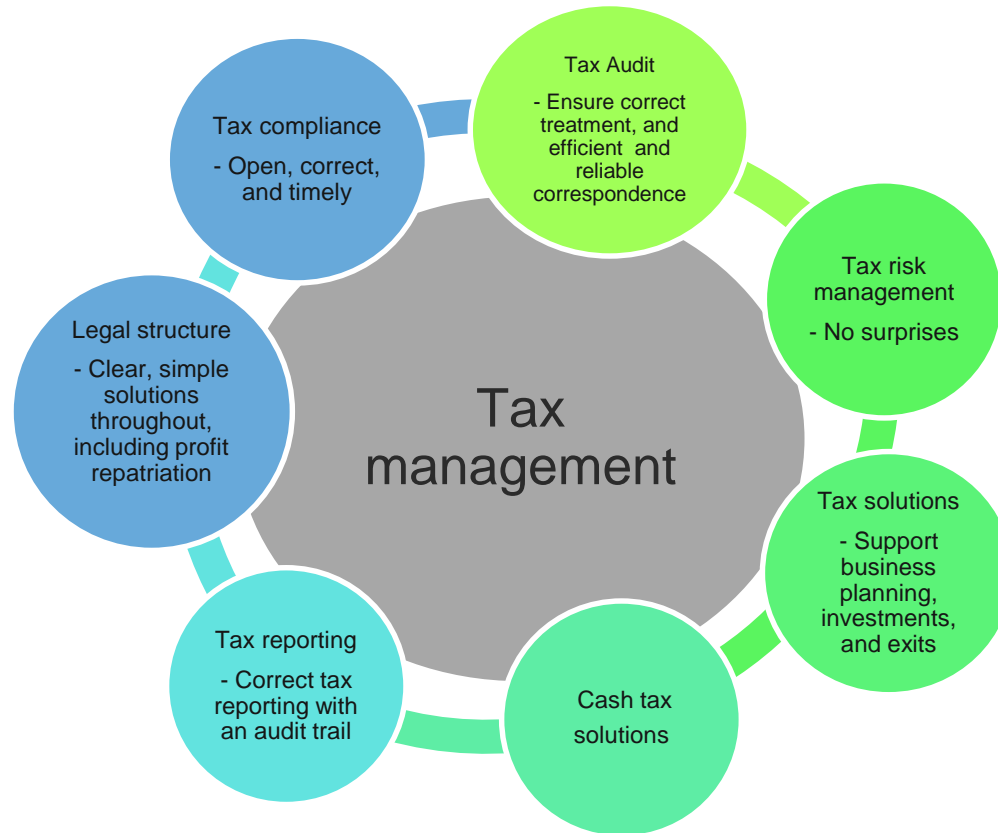 Tax Audit
- Ensure correct
treatment, and
efficient  and
reliable
correspondence
Tax compliance
- Open, correct,
and timely
Tax risk
management
- No surprises
Legal structure
- Clear, simple
solutions
throughout,
including profit
repatriation
Tax
management
Tax solutions
- Support
business
planning,
investments,
and exits
Tax reporting
- Correct tax
reporting with
an audit trail
Cash tax
solutions